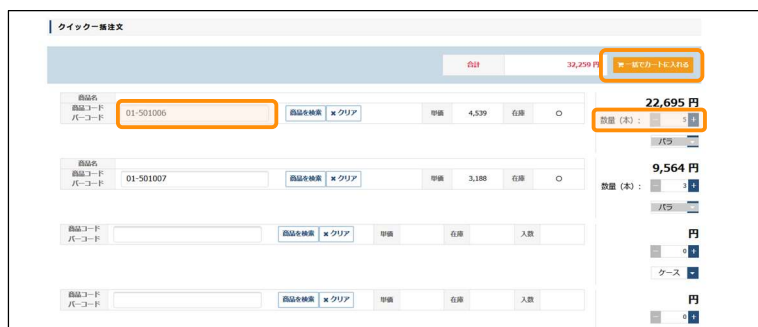 クイック一括注文
合計 32,259 円 一括でカートに入れる
商品名
商品コード
バーコード 01-501006 商品を検索 × クリア 単価 4,539 在庫 ○
22,695 円
数量（本）： − 5 +
バラ
商品名
商品コード
バーコード 01-501007 商品を検索 × クリア 単価 3,188 在庫 ○
9,564 円
数量（本）： − 3 +
バラ
商品コード
バーコード 商品を検索 × クリア 単価 在庫 入数
円
− 0 +
ケース
商品コード
バーコード 商品を検索 × クリア 単価 在庫 入数
円
− 0 +